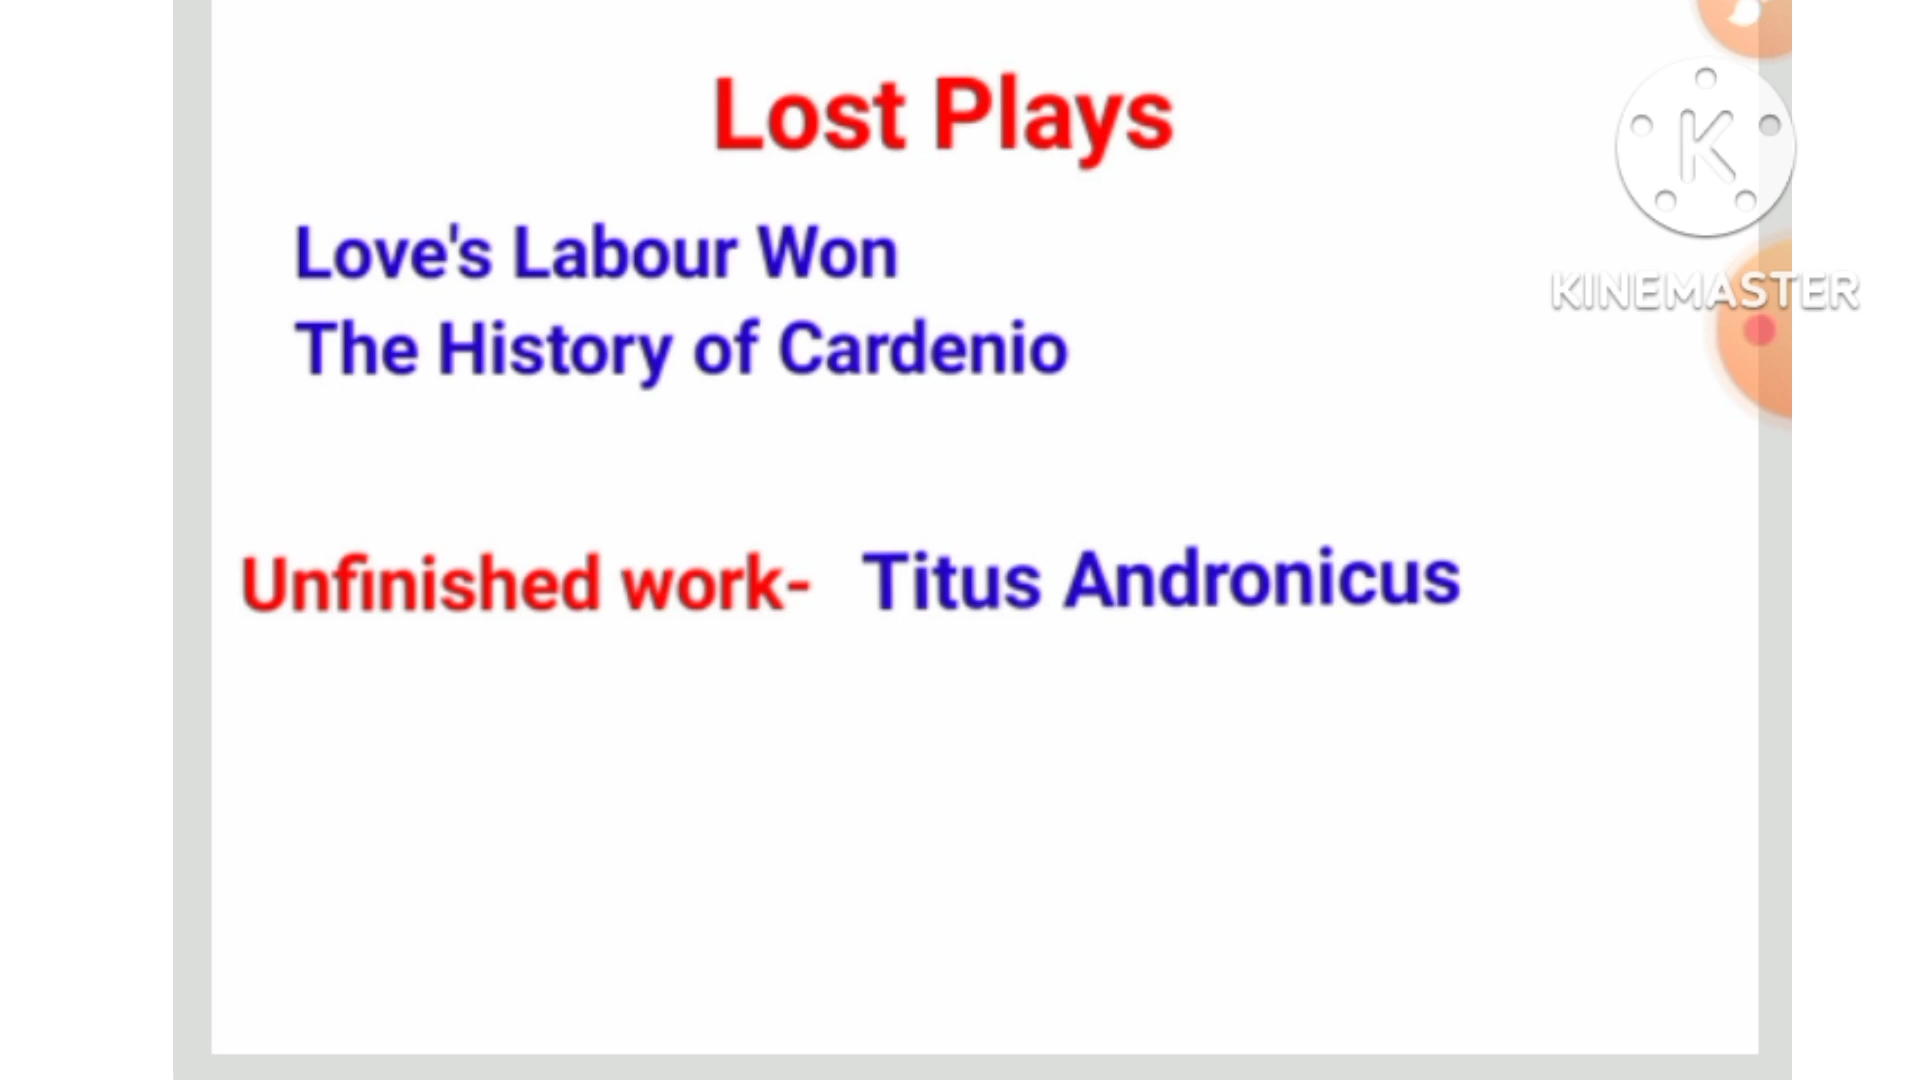 Lost Plays
K
KINEMASTER
Love's Labour Won
The History of Cardenio
Unfinished work- Titus Andronicus